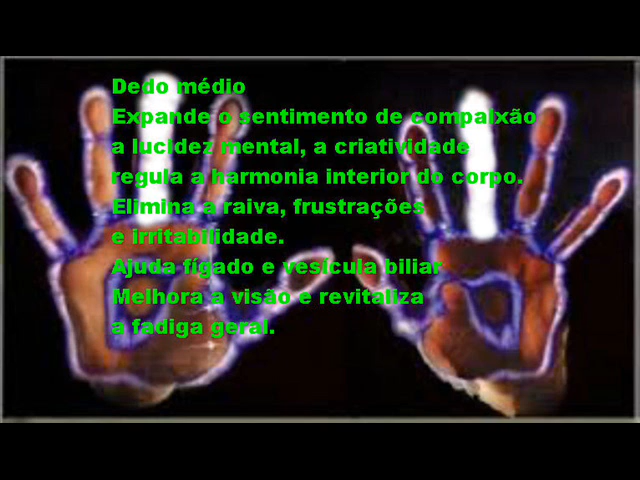 Dedo médio
Expande o sentimento de compaixão
a lucidez mental, a criatividade
regula a harmonia interior do corpo.
Elimina a raiva, frustrações
e irritabilidade.
Ajuda fígado e vesícula biliar
Melhora a visão e revitaliza
a fadiga geral.